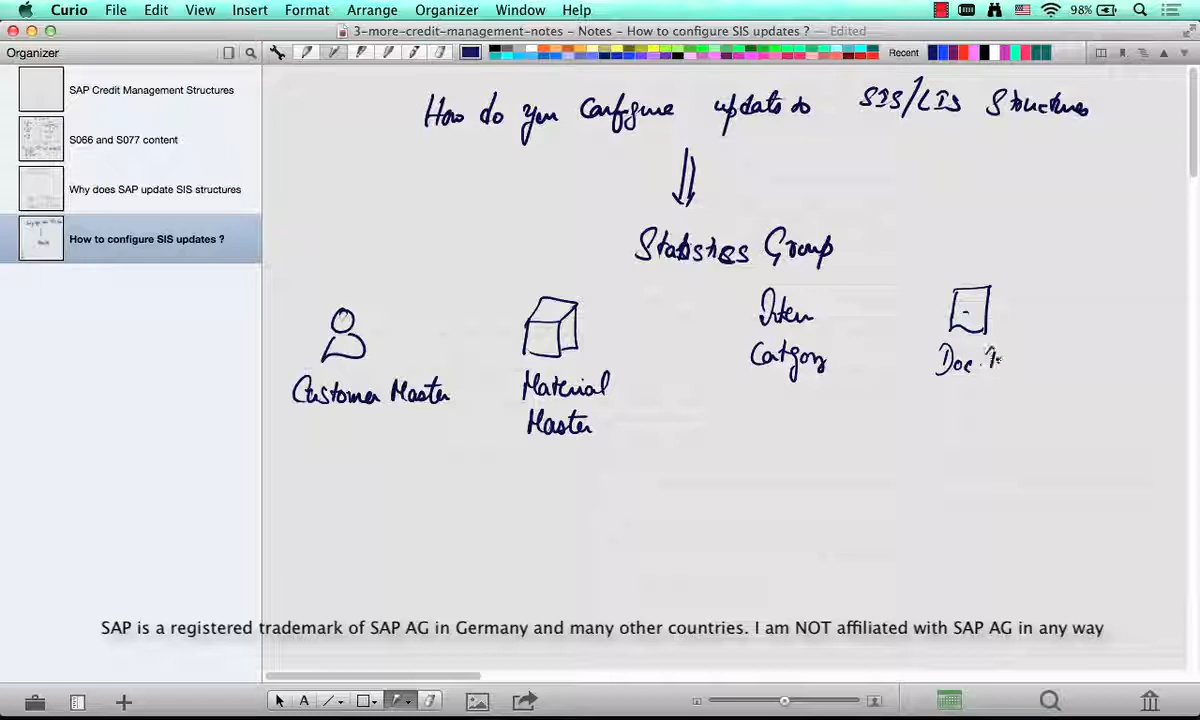 Curio File Edit View Insert Format Arrange Organizer Window Help 98%
3-more-credit-management-notes – Notes – How to configure SIS updates ? — Edited
Organizer Recent
SAP Credit Management Structures
S066 and S077 content
Why does SAP update SIS structures
How to configure SIS updates ?
How do you configure updates to SIS/LIS Structures
Statistics Group
Customer Master
Material
Master
Item
Category
Doc.
SAP is a registered trademark of SAP AG in Germany and many other countries. I am NOT affiliated with SAP AG in any way
A